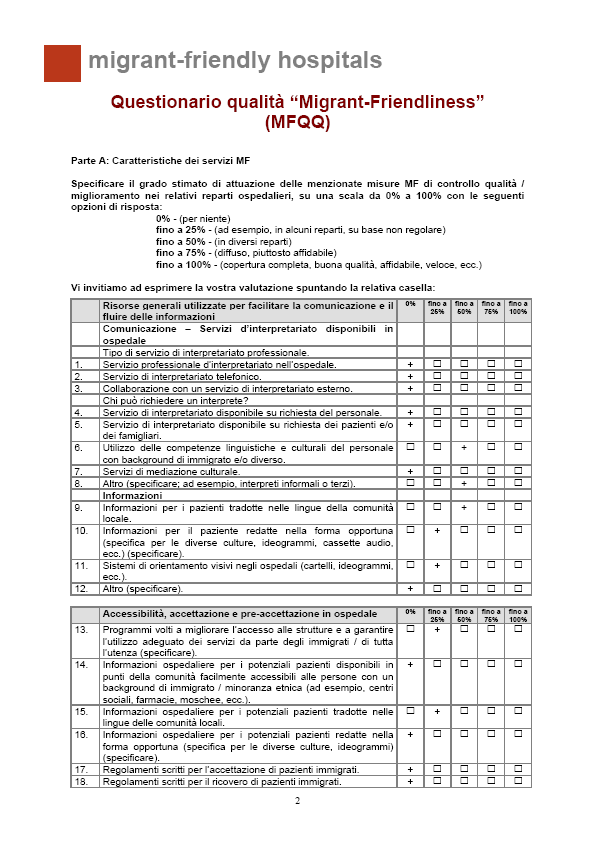 migrant-friendly hospitals
Questionario qualità “Migrant-Friendliness”
(MFQQ)
Parte A: Caratteristiche dei servizi MF
Specificare il grado stimato di attuazione delle menzionate misure MF di controllo qualità /
miglioramento nei relativi reparti ospedalieri, su una scala da 0% a 100% con le seguenti
opzioni di risposta:
0% - (per niente)
fino a 25% - (ad esempio, in alcuni reparti, su base non regolare)
fino a 50% - (in diversi reparti)
fino a 75% - (diffuso, piuttosto affidabile)
fino a 100% - (copertura completa, buona qualità, affidabile, veloce, ecc.)
Vi invitiamo ad esprimere la vostra valutazione spuntando la relativa casella:
Risorse generali utilizzate per facilitare la comunicazione e il 0% fino a fino a fino a fino a
fluire delle informazioni 25% 50% 75% 100%
Comunicazione – Servizi d’interpretariato disponibili in
ospedale
Tipo di servizio di interpretariato professionale.
1. Servizio professionale d’interpretariato nell’ospedale. + ☐ ☐ ☐ ☐
2. Servizio di interpretariato telefonico. + ☐ ☐ ☐ ☐
3. Collaborazione con un servizio di interpretariato esterno. + ☐ ☐ ☐ ☐
Chi può richiedere un interprete?
4. Servizio di interpretariato disponibile su richiesta del personale. + ☐ ☐ ☐ ☐
5. Servizio di interpretariato disponibile su richiesta dei pazienti e/o + ☐ ☐ ☐ ☐
dei famigliari.
6. Utilizzo delle competenze linguistiche e culturali del personale ☐ ☐ + ☐ ☐
con background di immigrato e/o diverso.
7. Servizi di mediazione culturale. + ☐ ☐ ☐ ☐
8. Altro (specificare; ad esempio, interpreti informali o terzi). ☐ ☐ + ☐ ☐
Informazioni
9. Informazioni per i pazienti tradotte nelle lingue della comunità ☐ ☐ + ☐ ☐
locale.
10. Informazioni per il paziente redatte nella forma opportuna ☐ + ☐ ☐ ☐
(specifica per le diverse culture, ideogrammi, cassette audio,
ecc.) (specificare).
11. Sistemi di orientamento visivi negli ospedali (cartelli, ideogrammi, ☐ + ☐ ☐ ☐
ecc.).
12. Altro (specificare). + ☐ ☐ ☐ ☐
Accessibilità, accettazione e pre-accettazione in ospedale 0% fino a fino a fino a fino a
25% 50% 75% 100%
13. Programmi volti a migliorare l’accesso alle strutture e a garantire ☐ + ☐ ☐ ☐
l’utilizzo adeguato dei servizi da parte degli immigrati / di tutta
l’utenza (specificare).
14. Informazioni ospedaliere per i potenziali pazienti disponibili in + ☐ ☐ ☐ ☐
punti della comunità facilmente accessibili alle persone con un
background di immigrato / minoranza etnica (ad esempio, centri
sociali, farmacie, moschee, ecc.).
15. Informazioni ospedaliere per i potenziali pazienti tradotte nelle ☐ + ☐ ☐ ☐
lingue delle comunità locali.
16. Informazioni ospedaliere per i potenziali pazienti redatte nella + ☐ ☐ ☐ ☐
forma opportuna (specifica per le diverse culture, ideogrammi)
(specificare).
17. Regolamenti scritti per l’accettazione di pazienti immigrati. + ☐ ☐ ☐ ☐
18. Regolamenti scritti per il ricovero di pazienti immigrati. + ☐ ☐ ☐ ☐
2